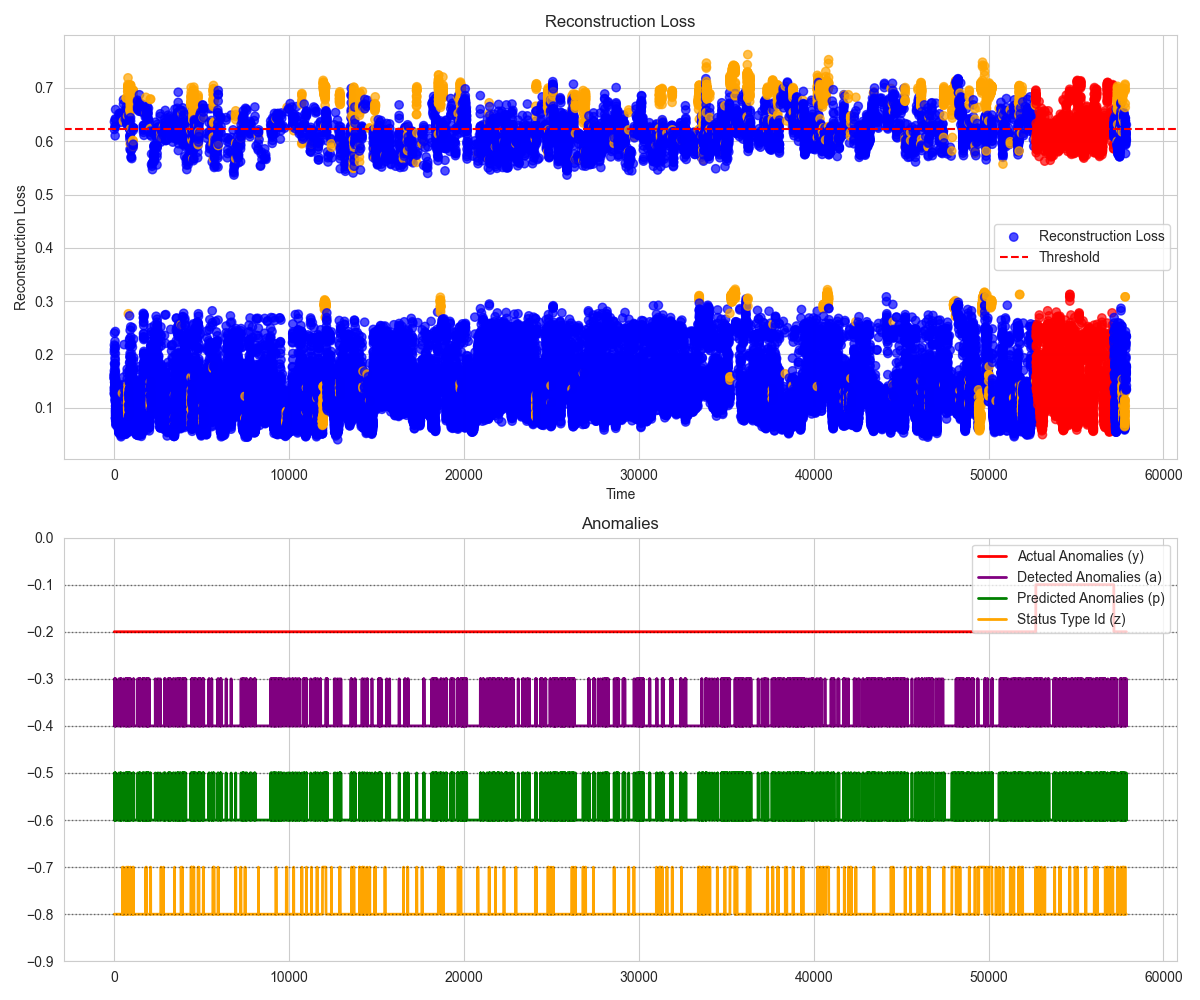 Reconstruction Loss
Reconstruction Loss
0.7
0.6
0.5
0.4
0.3
0.2
0.1
Reconstruction Loss
Threshold
0 10000 20000 30000 40000 50000 60000
Time
Anomalies
0.0
−0.1
−0.2
−0.3
−0.4
−0.5
−0.6
−0.7
−0.8
−0.9
Actual Anomalies (y)
Detected Anomalies (a)
Predicted Anomalies (p)
Status Type Id (z)
0 10000 20000 30000 40000 50000 60000